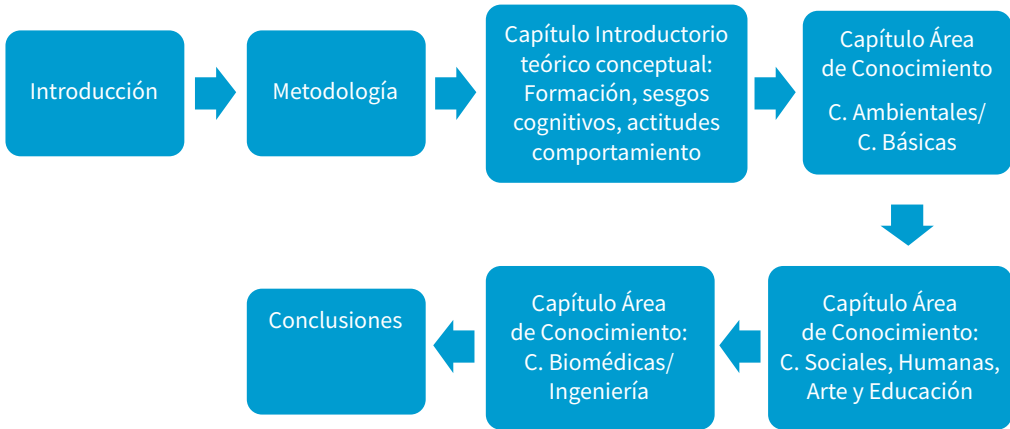 Introducción
Metodología
Capítulo Introductorio
teórico conceptual:
Formación, sesgos
cognitivos, actitudes
comportamiento
Capítulo Área
de Conocimiento
C. Ambientales/
C. Básicas
Capítulo Área
de Conocimiento:
C. Sociales, Humanas,
Arte y Educación
Capítulo Área
de Conocimiento:
C. Biomédicas/
Ingeniería
Conclusiones